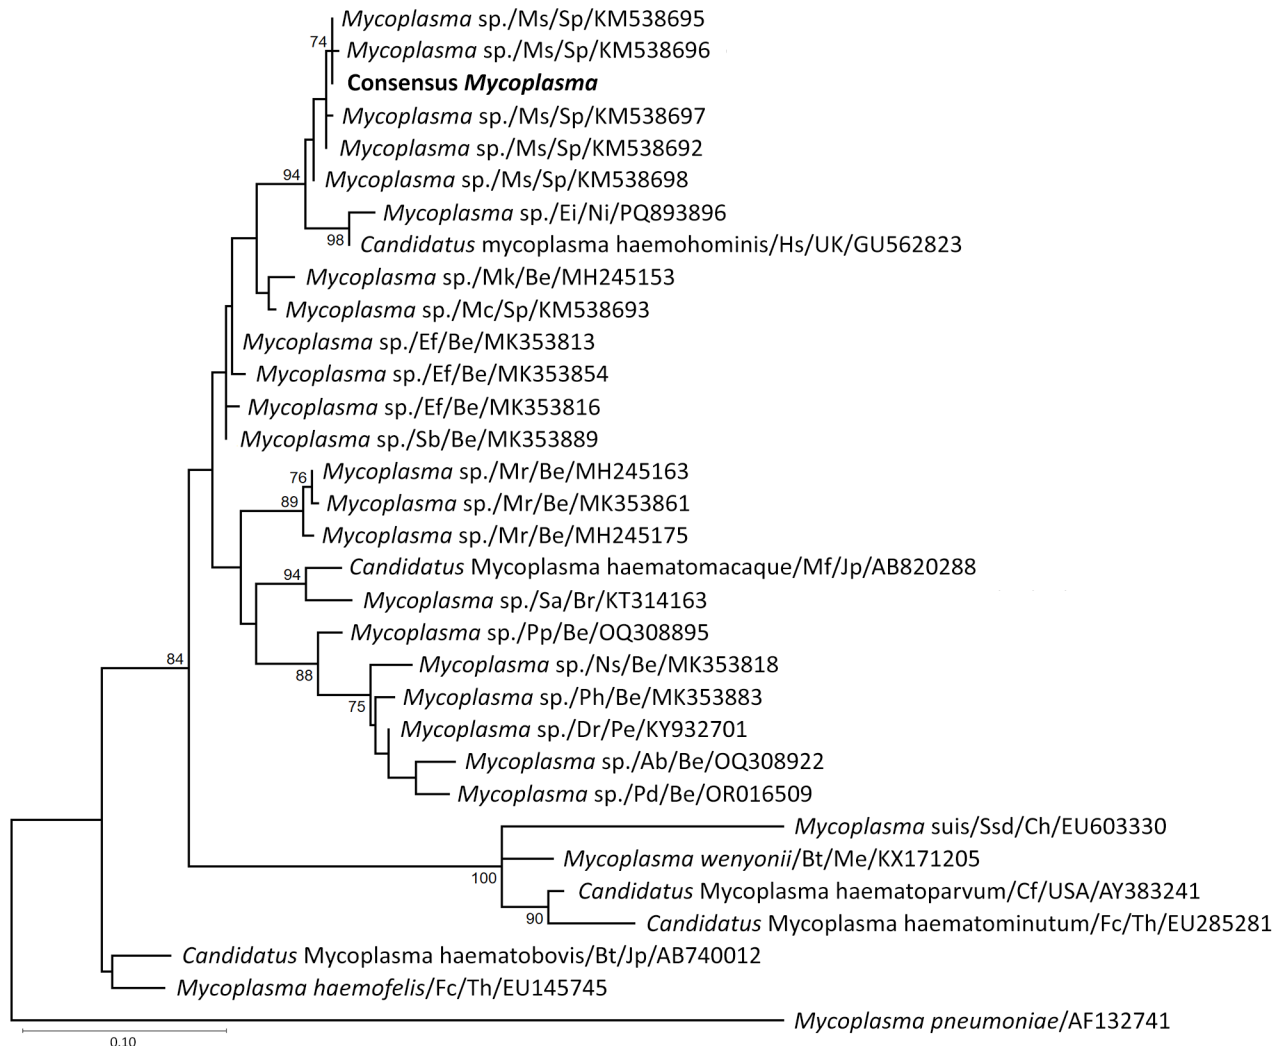 Mycoplasma sp./Ms/Sp/KM538695
74
Mycoplasma sp./Ms/Sp/KM538696
Consensus Mycoplasma
Mycoplasma sp./Ms/Sp/KM538697
Mycoplasma sp./Ms/Sp/KM538692
94
Mycoplasma sp./Ms/Sp/KM538698
Mycoplasma sp./Ei/Ni/PQ893896
98
Candidatus mycoplasma haemohominis/Hs/UK/GU562823
Mycoplasma sp./Mk/Be/MH245153
Mycoplasma sp./Mc/Sp/KM538693
Mycoplasma sp./Ef/Be/MK353813
Mycoplasma sp./Ef/Be/MK353854
Mycoplasma sp./Ef/Be/MK353816
Mycoplasma sp./Sb/Be/MK353889
76
Mycoplasma sp./Mr/Be/MH245163
89
Mycoplasma sp./Mr/Be/MK353861
Mycoplasma sp./Mr/Be/MH245175
94
Candidatus Mycoplasma haematomacaque/Mf/Jp/AB820288
Mycoplasma sp./Sa/Br/KT314163
Mycoplasma sp./Pp/Be/OQ308895
84
88
Mycoplasma sp./Ns/Be/MK353818
75
Mycoplasma sp./Ph/Be/MK353883
Mycoplasma sp./Dr/Pe/KY932701
Mycoplasma sp./Ab/Be/OQ308922
Mycoplasma sp./Pd/Be/OR016509
Mycoplasma suis/Ssd/Ch/EU603330
Mycoplasma wenyonii/Bt/Me/KX171205
100
Candidatus Mycoplasma haematoparvum/Cf/USA/AY383241
90
Candidatus Mycoplasma haematominutum/Fc/Th/EU285281
Candidatus Mycoplasma haematobovis/Bt/Jp/AB740012
Mycoplasma haemofelis/Fc/Th/EU145745
Mycoplasma pneumoniae/AF132741
0.10